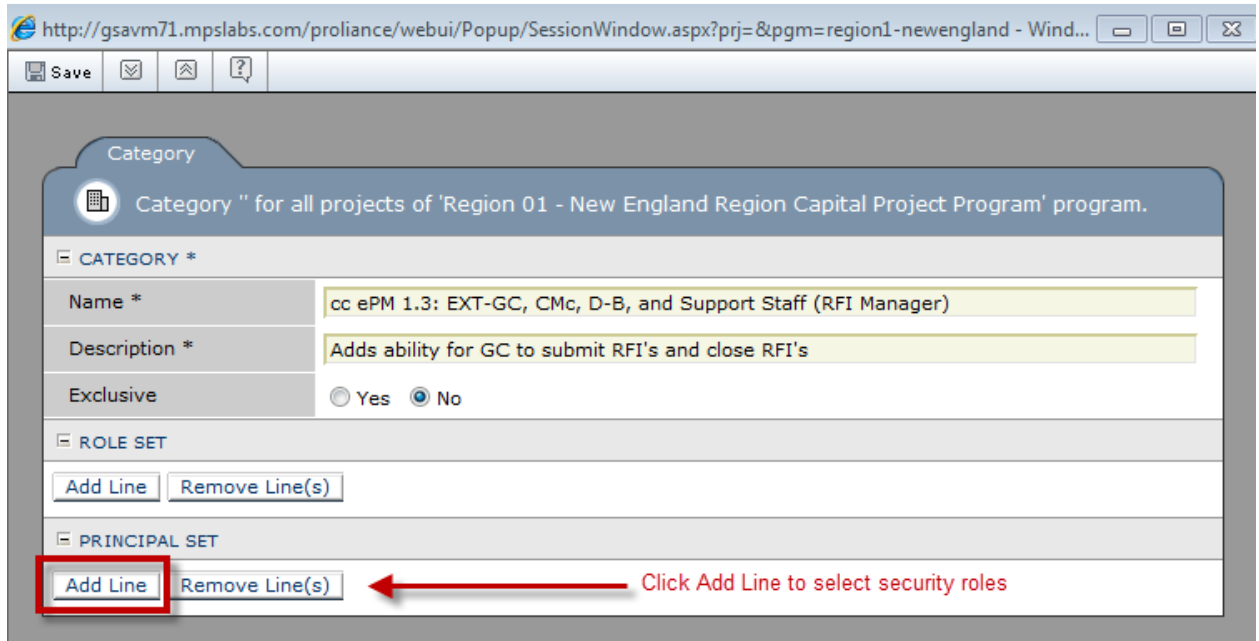 http://gsavm71.mpslabs.com/proliance/webui/Popup/SessionWindow.aspx?prj=&pgm=region1-newengland - Wind...
Save
Category
Category '' for all projects of 'Region 01 - New England Region Capital Project Program' program.
CATEGORY *
Name * cc ePM 1.3: EXT-GC, CMc, D-B, and Support Staff (RFI Manager)
Description * Adds ability for GC to submit RFI's and close RFI's
Exclusive Yes No
ROLE SET
Add Line Remove Line(s)
PRINCIPAL SET
Add Line Remove Line(s) Click Add Line to select security roles